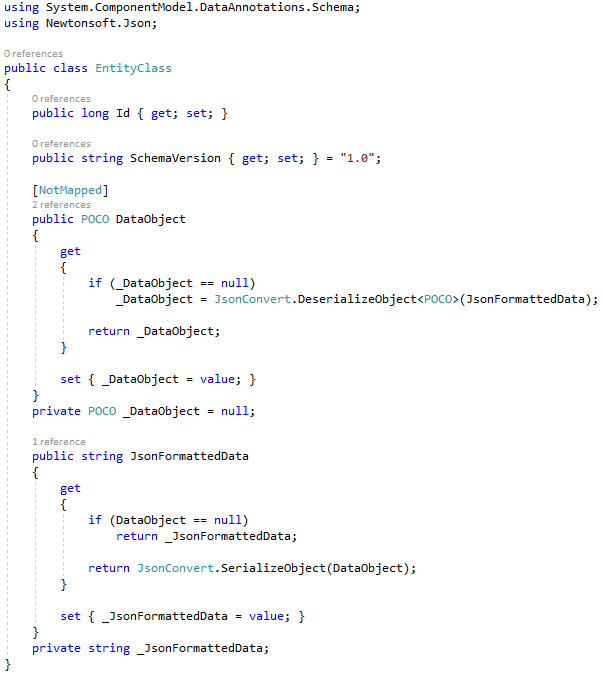 using System.ComponentModel.DataAnnotations.Schema;
using Newtonsoft.Json;
0 references
public class EntityClass
{
0 references
public long Id { get; set; }
0 references
public string SchemaVersion { get; set; } = "1.0";
[NotMapped]
2 references
public POCO DataObject
{
get
{
if (_DataObject == null)
_DataObject = JsonConvert.DeserializeObject<POCO>(JsonFormattedData);
return _DataObject;
}
set { _DataObject = value; }
}
private POCO _DataObject = null;
1 reference
public string JsonFormattedData
{
get
{
if (DataObject == null)
return _JsonFormattedData;
return JsonConvert.SerializeObject(DataObject);
}
set { _JsonFormattedData = value; }
}
private string _JsonFormattedData;
}